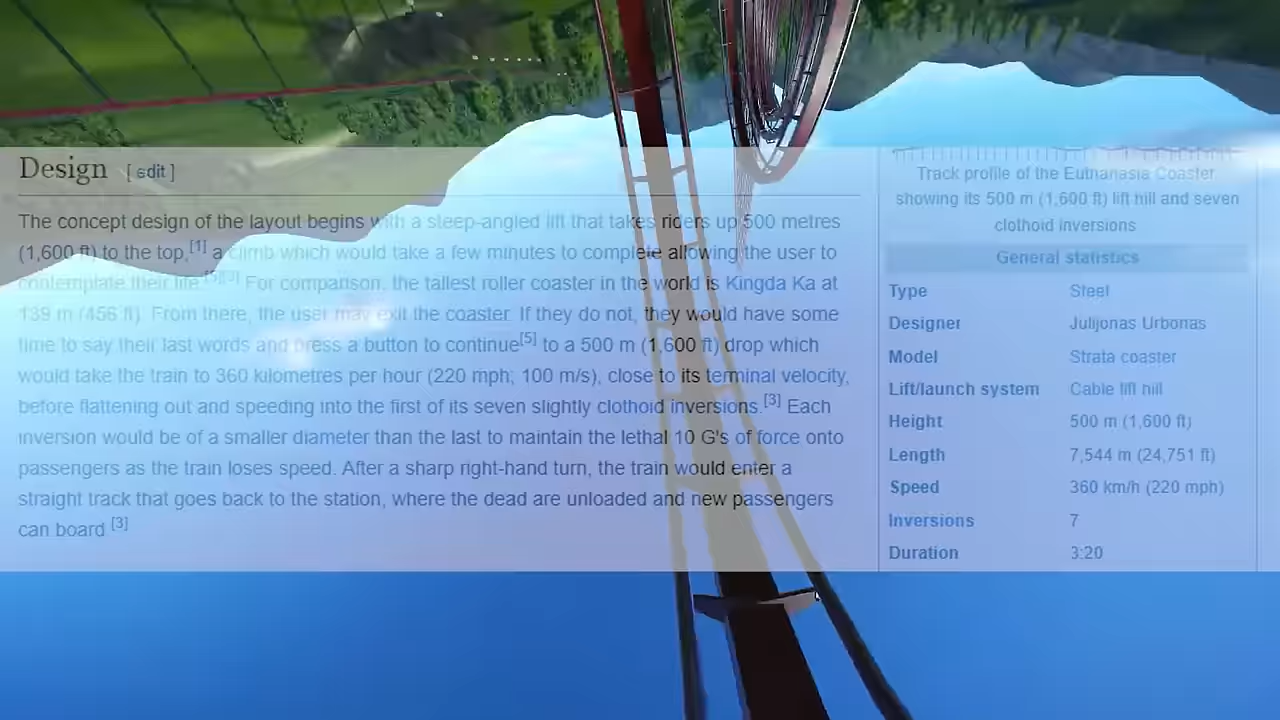 Design [ edit ]
The concept design of the layout begins with a steep-angled lift that takes riders up 500 metres
(1,600 ft) to the top,[1] a climb which would take a few minutes to complete allowing the user to
contemplate their life. For comparison, the tallest roller coaster in the world is Kingda Ka at
139 m (456 ft). From there, the user may exit the coaster. If they do not, they would have some
time to say their last words and press a button to continue[5] to a 500 m (1,600 ft) drop which
would take the train to 360 kilometres per hour (220 mph; 100 m/s), close to its terminal velocity,
before flattening out and speeding into the first of its seven slightly clothoid inversions.[3] Each
inversion would be of a smaller diameter than the last to maintain the lethal 10 G's of force onto
passengers as the train loses speed. After a sharp right-hand turn, the train would enter a
straight track that goes back to the station, where the dead are unloaded and new passengers
can board.[3]
Track profile of the Euthanasia Coaster
showing its 500 m (1,600 ft) lift hill and seven
clothoid inversions
General statistics
Type Steel
Designer Julijonas Urbonas
Model Strata coaster
Lift/launch system Cable lift hill
Height 500 m (1,600 ft)
Length 7,544 m (24,751 ft)
Speed 360 km/h (220 mph)
Inversions 7
Duration 3:20